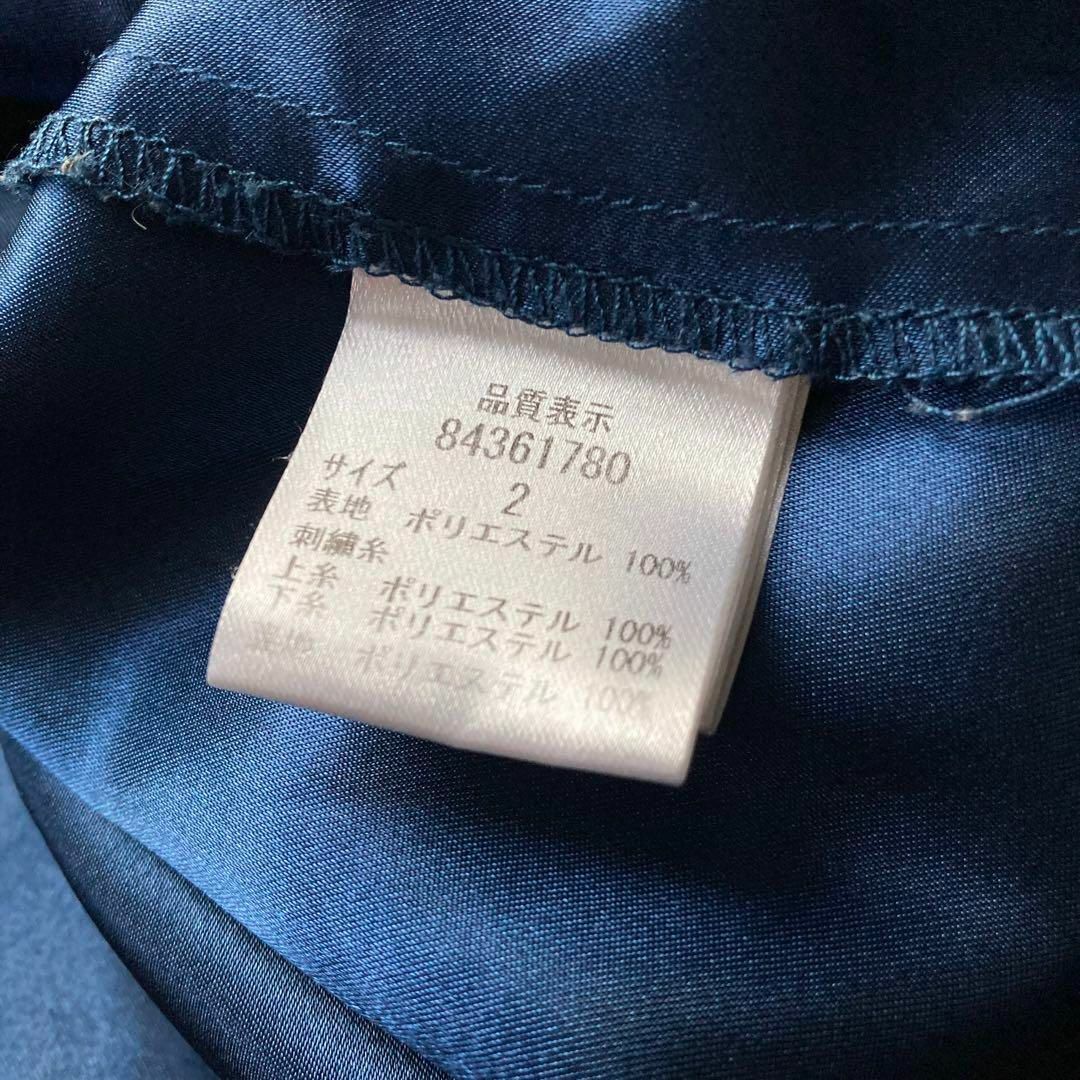 品質表示
84361780
サイズ 2
表地 ポリエステル 100%
刺繍糸
上糸 ポリエステル 100%
下糸 ポリエステル 100%
裏地 ポリエステル 100%